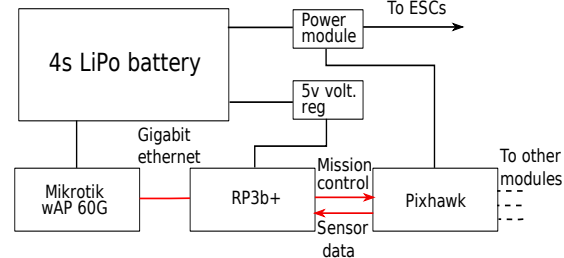 To ESCs
Power
module
4s LiPo battery
5v volt.
reg
Gigabit
ethernet
Mission
control
To other
modules
Mikrotik
wAP 60G
RP3b+
Pixhawk
Sensor
data